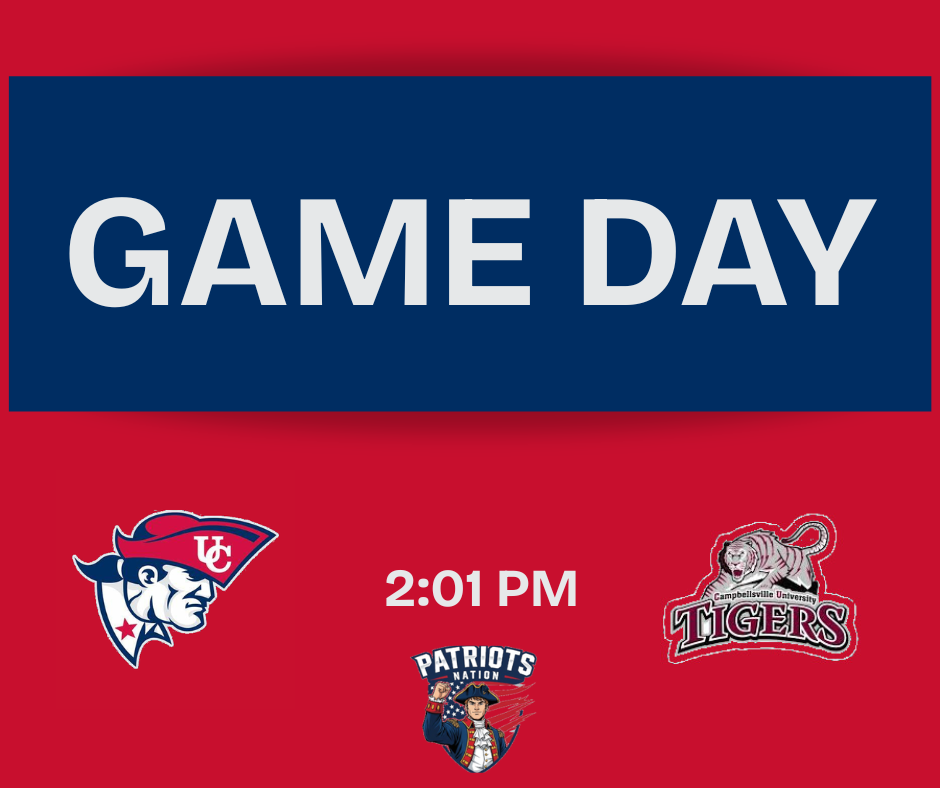 GAME DAY
UC
2:01 PM
Campbellsville University
TIGERS
PATRIOTS
NATION